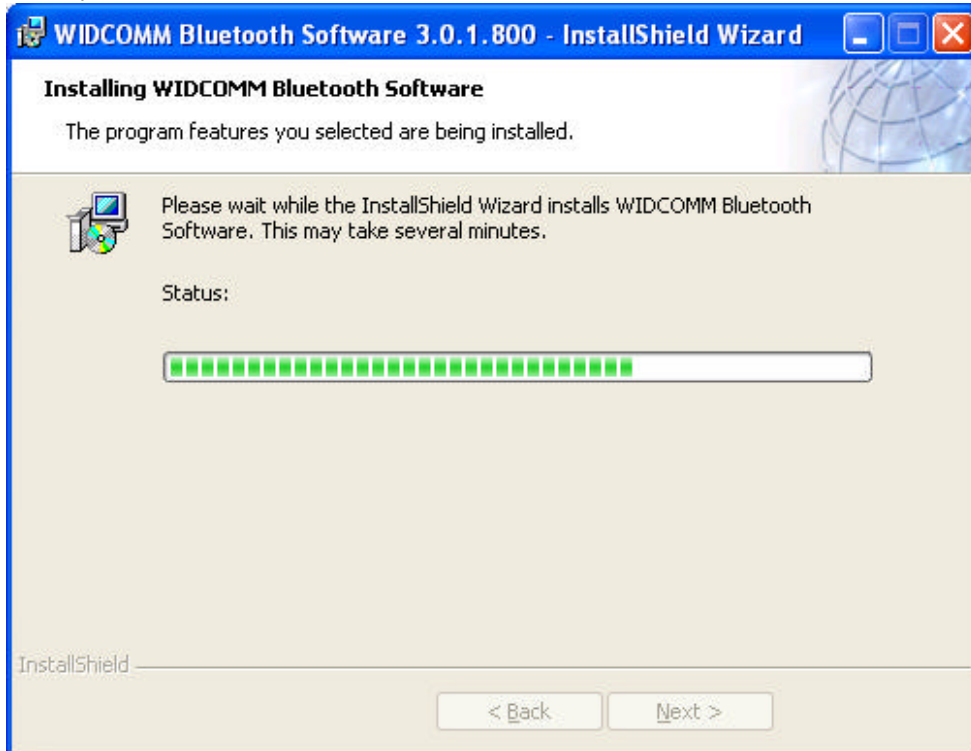 WIDCOMM Bluetooth Software 3.0.1.800 - InstallShield Wizard
Installing WIDCOMM Bluetooth Software
The program features you selected are being installed.
Please wait while the InstallShield Wizard installs WIDCOMM Bluetooth
Software. This may take several minutes.
Status:
InstallShield
< Back
Next >